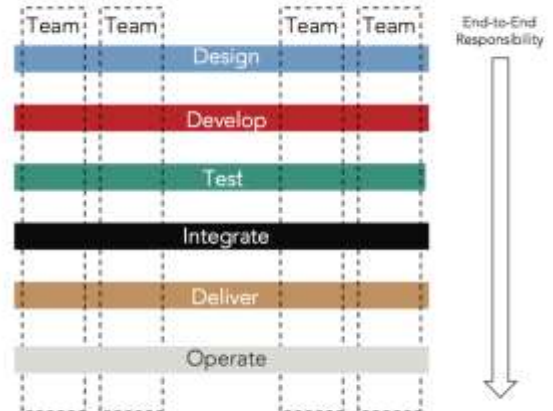 Team Team Team Team
End-to-End
Responsibility
Design
Develop
Test
Integrate
Deliver
Operate